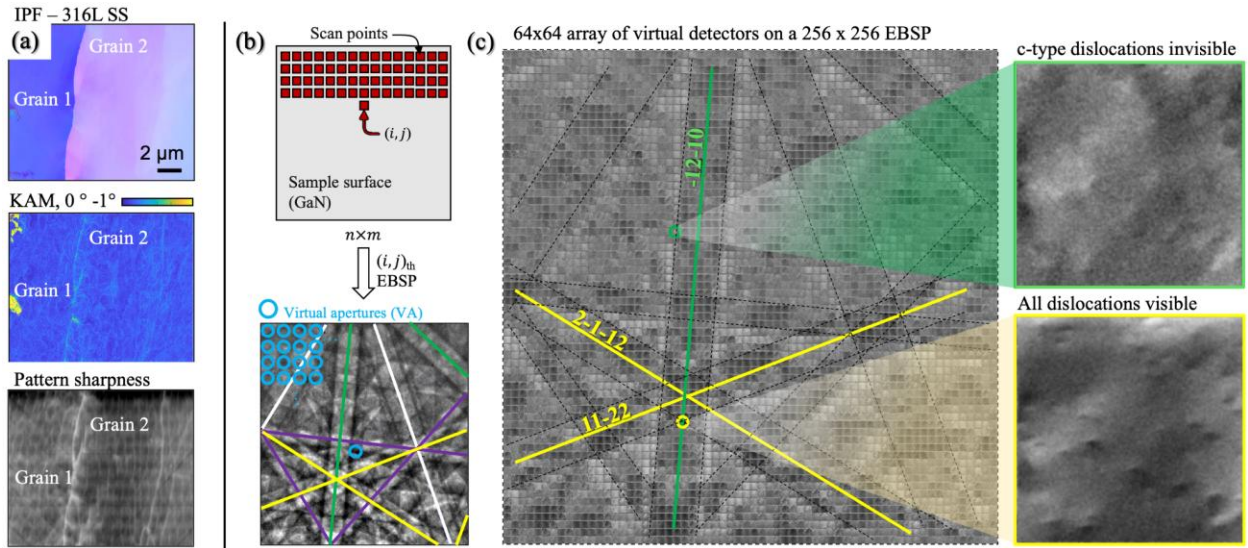 IPF – 316L SS
(a)
Grain 2
Grain 1
2 µm
KAM, 0 ° -1°
Grain 2
Grain 1
Pattern sharpness
Grain 2
Grain 1
(b)
Scan points
(i, j)
Sample surface
(GaN)
n×m
(i, j)th
EBSP
Virtual apertures (VA)
(c)
64x64 array of virtual detectors on a 256 x 256 EBSP
-12-10
2-1-12
11-22
c-type dislocations invisible
All dislocations visible